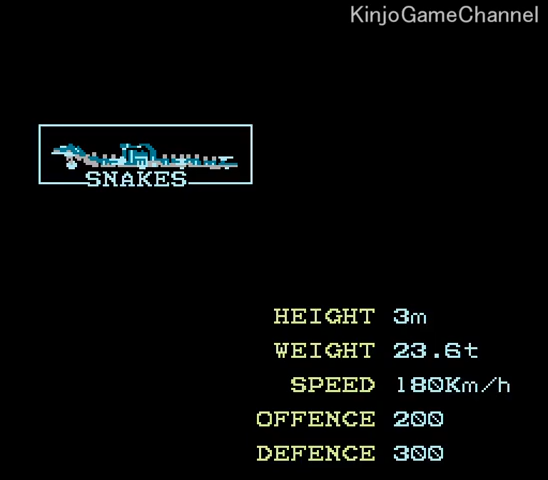 KinjoGameChannel
SNAKES
HEIGHT 3m
WEIGHT 23.6t
SPEED 180Km/h
OFFENCE 200
DEFENCE 300